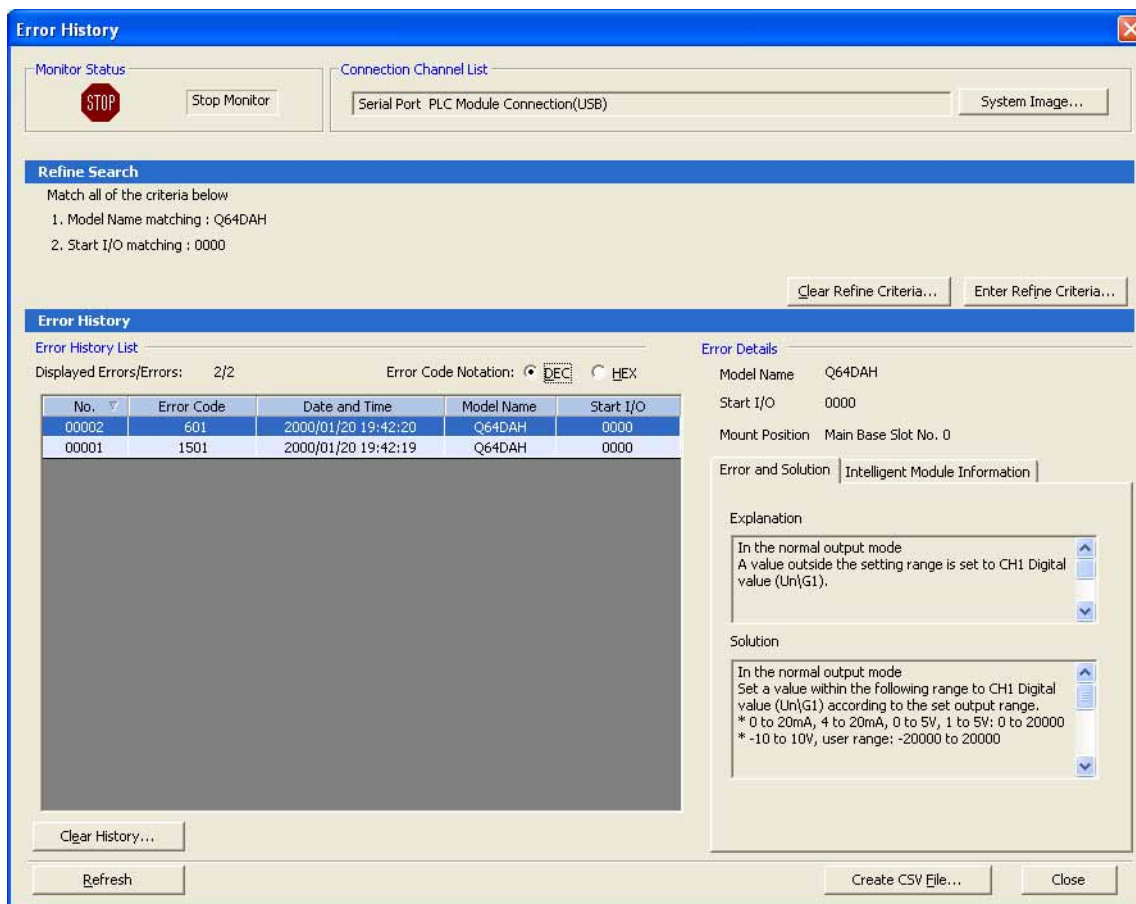 Error History
Monitor Status
STOP
Stop Monitor
Connection Channel List
Serial Port PLC Module Connection(USB)
System Image...
Refine Search
Match all of the criteria below
1. Model Name matching : Q64DAH
2. Start I/O matching : 0000
Clear Refine Criteria...
Enter Refine Criteria...
Error History
Error History List
Displayed Errors/Errors: 2/2
Error Code Notation: DEC HEX
No. Error Code Date and Time Model Name Start I/O
00002 601 2000/01/20 19:42:20 Q64DAH 0000
00001 1501 2000/01/20 19:42:19 Q64DAH 0000
Clear History...
Error Details
Model Name Q64DAH
Start I/O 0000
Mount Position Main Base Slot No. 0
Error and Solution
Intelligent Module Information
Explanation
In the normal output mode
A value outside the setting range is set to CH1 Digital
value (Un\G1).
Solution
In the normal output mode
Set a value within the following range to CH1 Digital
value (Un\G1) according to the set output range.
* 0 to 20mA, 4 to 20mA, 0 to 5V, 1 to 5V: 0 to 20000
* -10 to 10V, user range: -20000 to 20000
Refresh
Create CSV File...
Close